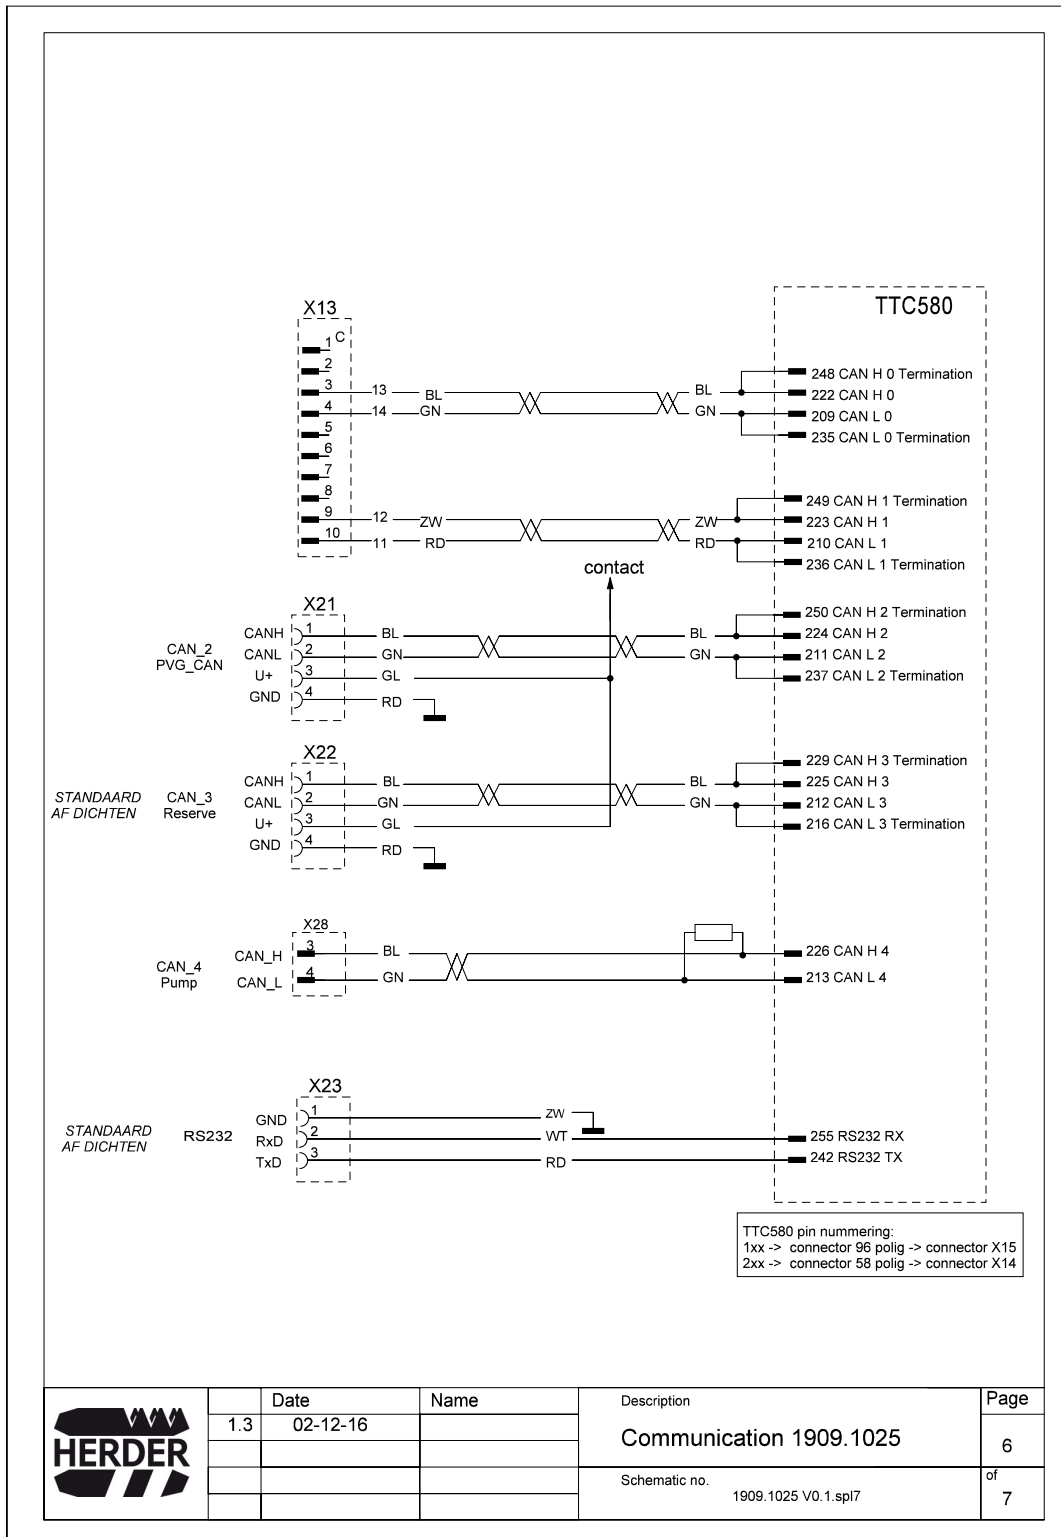 X13
TTC580
C
1
2
3 13 BL BL
4 14 GN GN
5
6
7
8
9 12 ZW ZW
10 11 RD RD
248 CAN H 0 Termination
222 CAN H 0
209 CAN L 0
235 CAN L 0 Termination
249 CAN H 1 Termination
223 CAN H 1
210 CAN L 1
236 CAN L 1 Termination
contact
X21
CAN_2
PVG_CAN
CANH 1 BL BL
CANL 2 GN GN
U+ 3 GL
GND 4 RD
250 CAN H 2 Termination
224 CAN H 2
211 CAN L 2
237 CAN L 2 Termination
X22
STANDAARD
AF DICHTEN
CAN_3
Reserve
CANH 1 BL BL
CANL 2 GN GN
U+ 3 GL
GND 4 RD
229 CAN H 3 Termination
225 CAN H 3
212 CAN L 3
216 CAN L 3 Termination
X28
CAN_4
Pump
CAN_H 3 BL
CAN_L 4 GN
226 CAN H 4
213 CAN L 4
X23
STANDAARD
AF DICHTEN
RS232
GND 1 ZW
RxD 2 WT
TxD 3 RD
255 RS232 RX
242 RS232 TX
TTC580 pin nummering:
1xx -> connector 96 polig -> connector X15
2xx -> connector 58 polig -> connector X14
HERDER
Date Name
1.3 02-12-16
Description
Communication 1909.1025
Schematic no.
1909.1025 V0.1.spl7
Page
6
of
7